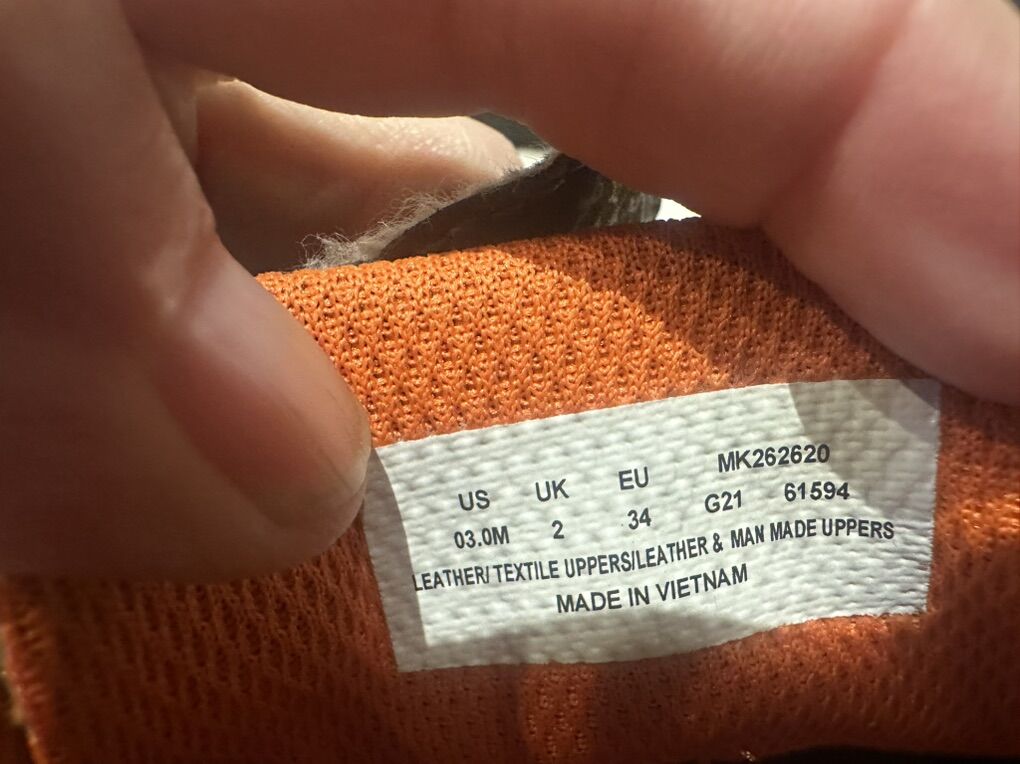 US UK EU MK262620
03.0M 2 34 G21 61594
LEATHER/ TEXTILE UPPERS/LEATHER & MAN MADE UPPERS
MADE IN VIETNAM